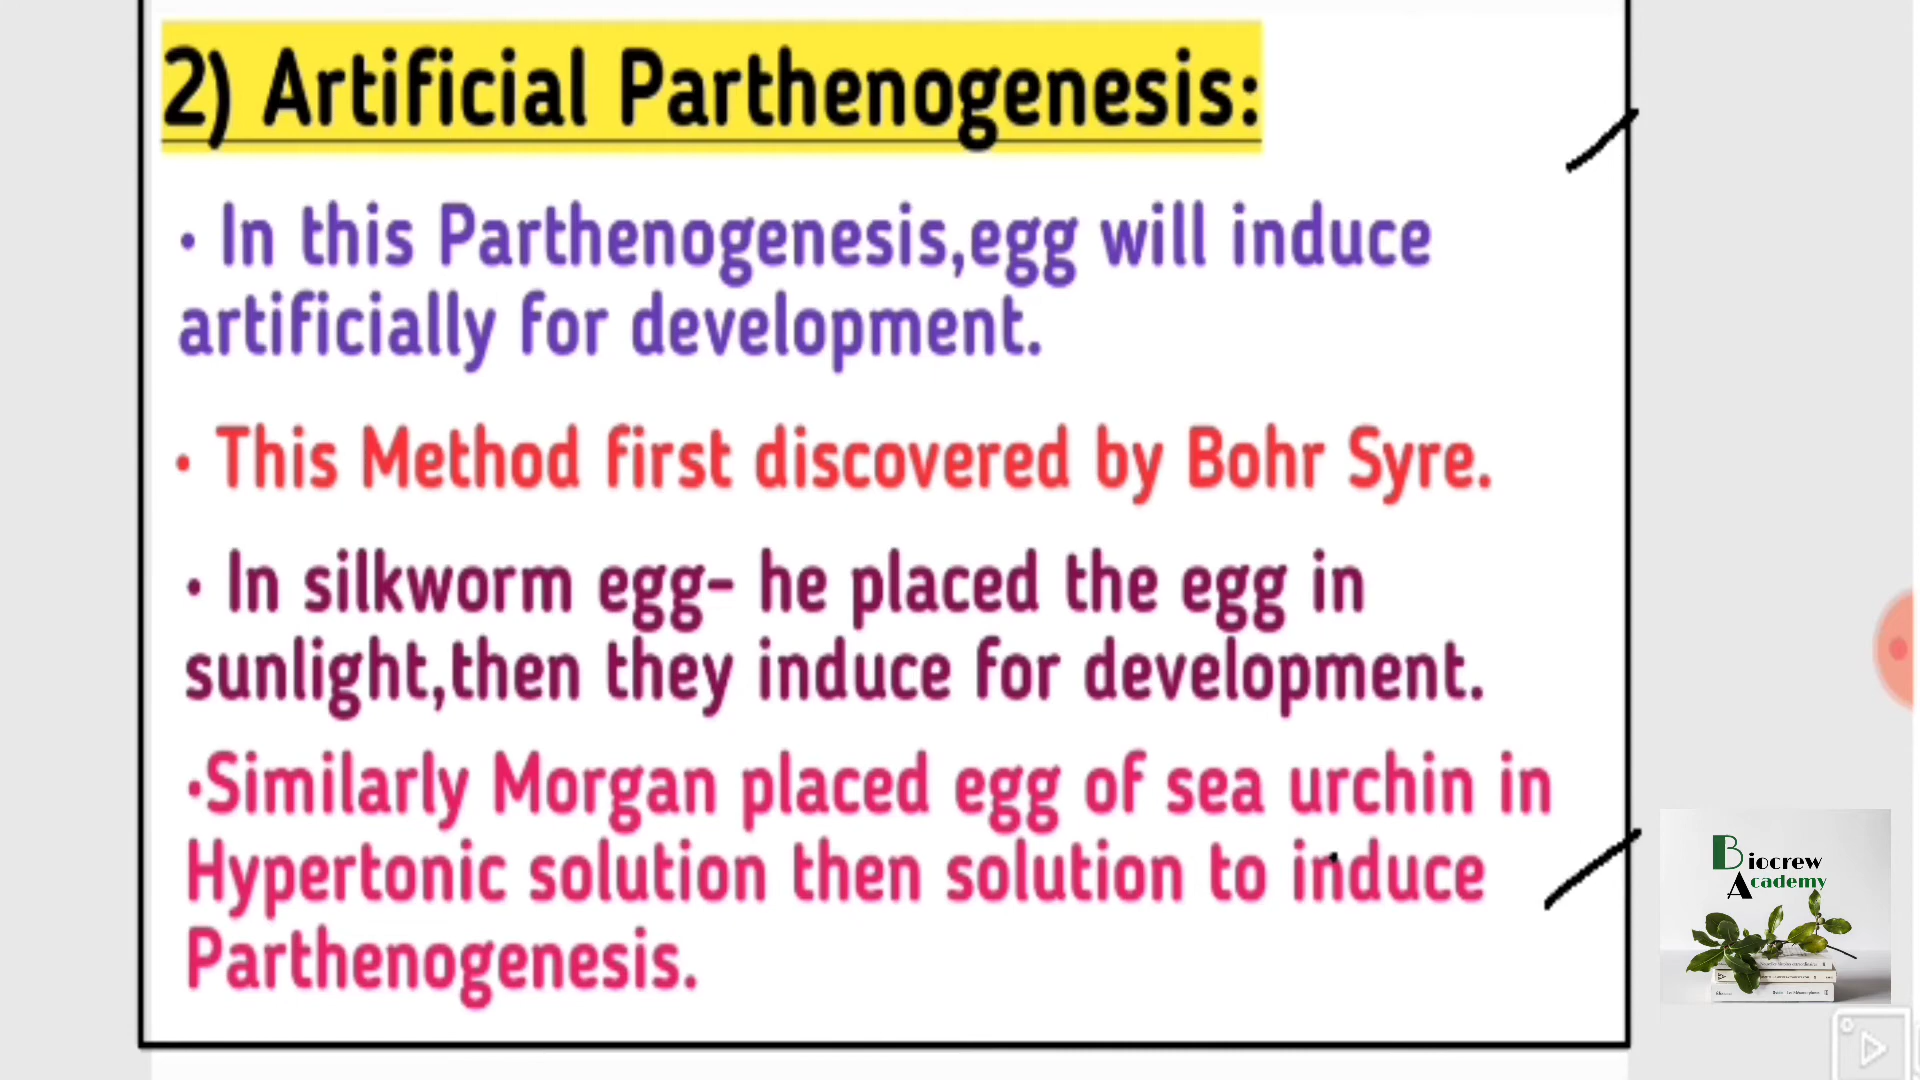 2) Artificial Parthenogenesis:
• In this Parthenogenesis,egg will induce
artificially for development.
• This Method first discovered by Bohr Syre.
• In silkworm egg- he placed the egg in
sunlight,then they induce for development.
•Similarly Morgan placed egg of sea urchin in
Hypertonic solution then solution to induce
Parthenogenesis.
Biocrew
Academy